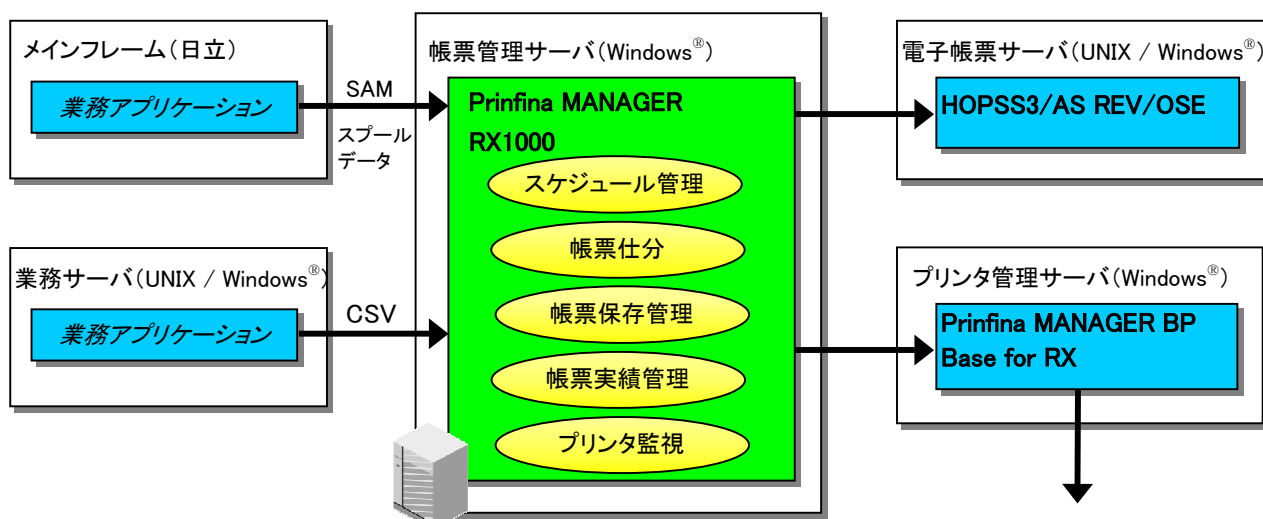 メインフレーム(日立)
業務アプリケーション
SAM
スプール
データ
業務サーバ(UNIX / Windows®)
業務アプリケーション
CSV
帳票管理サーバ(Windows®)
Prinfina MANAGER
RX1000
スケジュール管理
帳票仕分
帳票保存管理
帳票実績管理
プリンタ監視
電子帳票サーバ(UNIX / Windows®)
HOPSS3/AS REV/OSE
プリンタ管理サーバ(Windows®)
Prinfina MANAGER BP
Base for RX